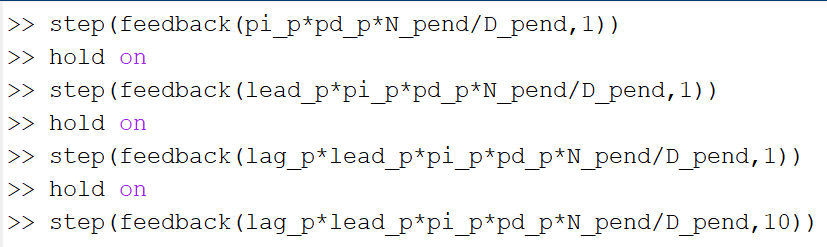 >> step(feedback(pi_p*pd_p*N_pend/D_pend,1))
>> hold on
>> step(feedback(lead_p*pi_p*pd_p*N_pend/D_pend,1))
>> hold on
>> step(feedback(lag_p*lead_p*pi_p*pd_p*N_pend/D_pend,1))
>> hold on
>> step(feedback(lag_p*lead_p*pi_p*pd_p*N_pend/D_pend,10))